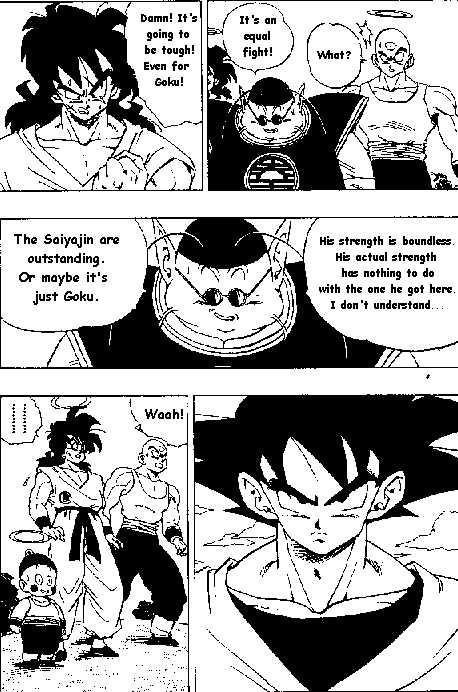 Damn! It's
going to
be tough!
Even for
Goku!
It's an
equal
fight!
What?
The Saiyajin are
outstanding.
Or maybe it's
just Goku.
His strength is boundless.
His actual strength
has nothing to do
with the one he got here.
I don't understand....
Waah!